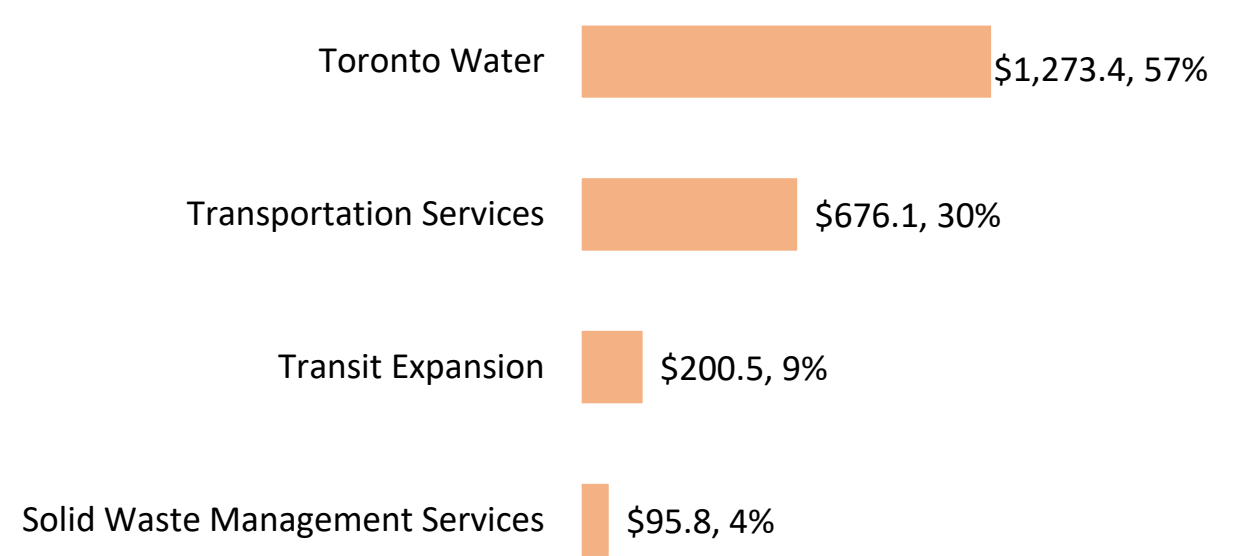 Toronto Water
$1,273.4, 57%
Transportation Services
$676.1, 30%
Transit Expansion
$200.5, 9%
Solid Waste Management Services
$95.8, 4%